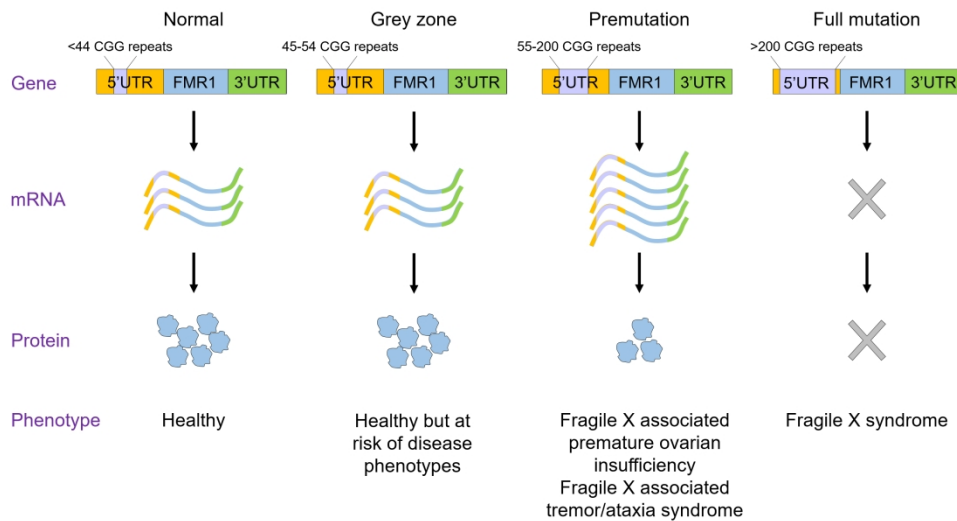 Normal
Grey zone
Premutation
Full mutation
<44 CGG repeats
45-54 CGG repeats
55-200 CGG repeats
>200 CGG repeats
Gene
5'UTR FMR1 3'UTR
5'UTR FMR1 3'UTR
5'UTR FMR1 3'UTR
5'UTR FMR1 3'UTR
mRNA
Protein
Phenotype
Healthy
Healthy but at
risk of disease
phenotypes
Fragile X associated
premature ovarian
insufficiency
Fragile X associated
tremor/ataxia syndrome
Fragile X syndrome